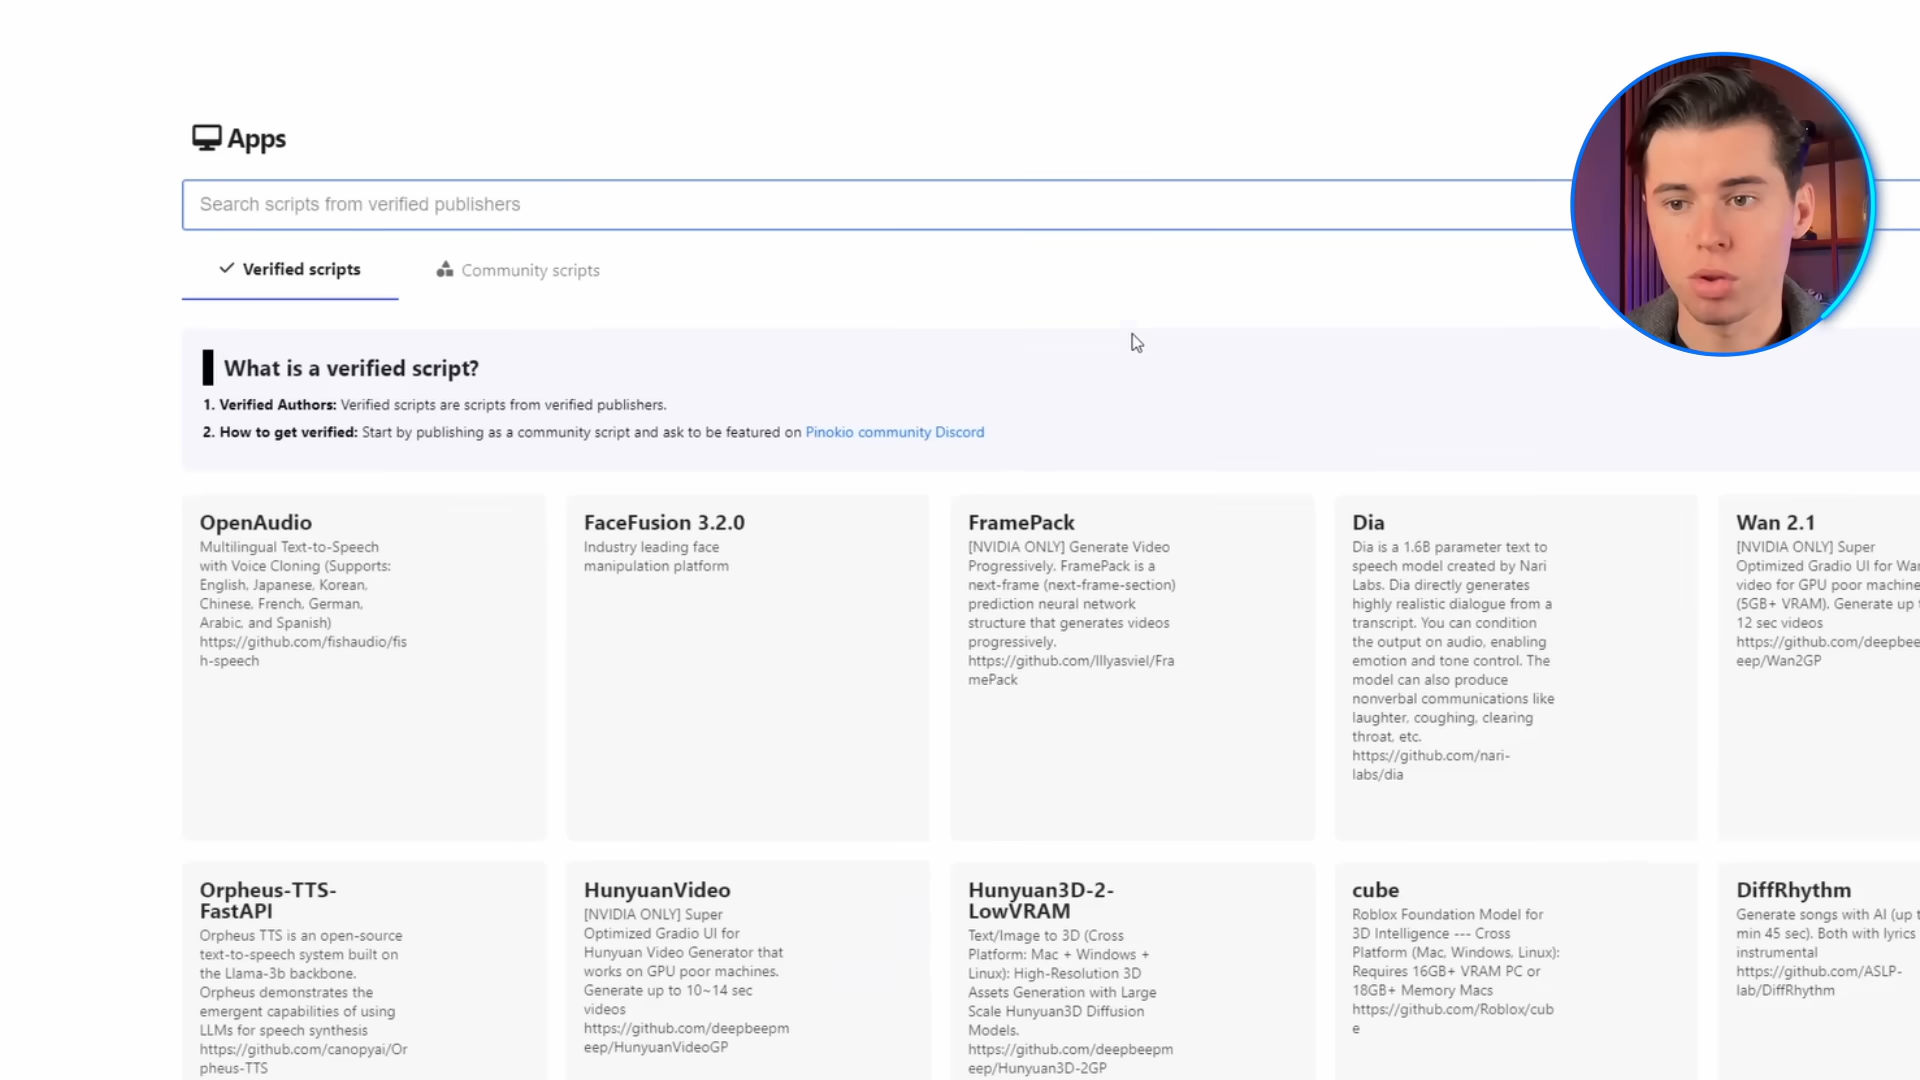 Apps
Search scripts from verified publishers
Verified scripts
Community scripts
What is a verified script?
1. Verified Authors: Verified scripts are scripts from verified publishers.
2. How to get verified: Start by publishing as a community script and ask to be featured on Pinokio community Discord
OpenAudio
Multilingual Text-to-Speech
with Voice Cloning (Supports:
English, Japanese, Korean,
Chinese, French, German,
Arabic, and Spanish)
https://github.com/fishaudio/fis
h-speech
FaceFusion 3.2.0
Industry leading face
manipulation platform
FramePack
[NVIDIA ONLY] Generate Video
Progressively. FramePack is a
next-frame (next-frame-section)
prediction neural network
structure that generates videos
progressively.
https://github.com/lllyasviel/Fra
mePack
Dia
Dia is a 1.6B parameter text to
speech model created by Nari
Labs. Dia directly generates
highly realistic dialogue from a
transcript. You can condition
the output on audio, enabling
emotion and tone control. The
model can also produce
nonverbal communications like
laughter, coughing, clearing
throat, etc.
https://github.com/nari-
labs/dia
Wan 2.1
[NVIDIA ONLY] Super
Optimized Gradio UI for
video for GPU poor machine
(5GB+ VRAM). Generate up
12 sec videos
https://github.com/deepbee
eep/Wan2GP
Orpheus-TTS-
FastAPI
Orpheus TTS is an open-source
text-to-speech system built on
the Llama-3b backbone.
Orpheus demonstrates the
emergent capabilities of using
LLMs for speech synthesis
https://github.com/canopyai/Or
pheus-TTS
HunyuanVideo
[NVIDIA ONLY] Super
Optimized Gradio UI for
Hunyuan Video Generator that
works on GPU poor machines.
Generate up to 10~14 sec
videos
https://github.com/deepbeepm
eep/HunyuanVideoGP
Hunyuan3D-2-
LowVRAM
Text/Image to 3D (Cross
Platform: Mac + Windows +
Linux): High-Resolution 3D
Assets Generation with Large
Scale Hunyuan3D Diffusion
Models.
https://github.com/deepbeepm
eep/Hunyuan3D-2GP
cube
Roblox Foundation Model for
3D Intelligence --- Cross
Platform (Mac, Windows, Linux):
Requires 16GB+ VRAM PC or
18GB+ Memory Macs
https://github.com/Roblox/cub
e
DiffRhythm
Generate songs with AI (up
min 45 sec). Both with lyrics
instrumental
https://github.com/ASLP-
lab/DiffRhythm